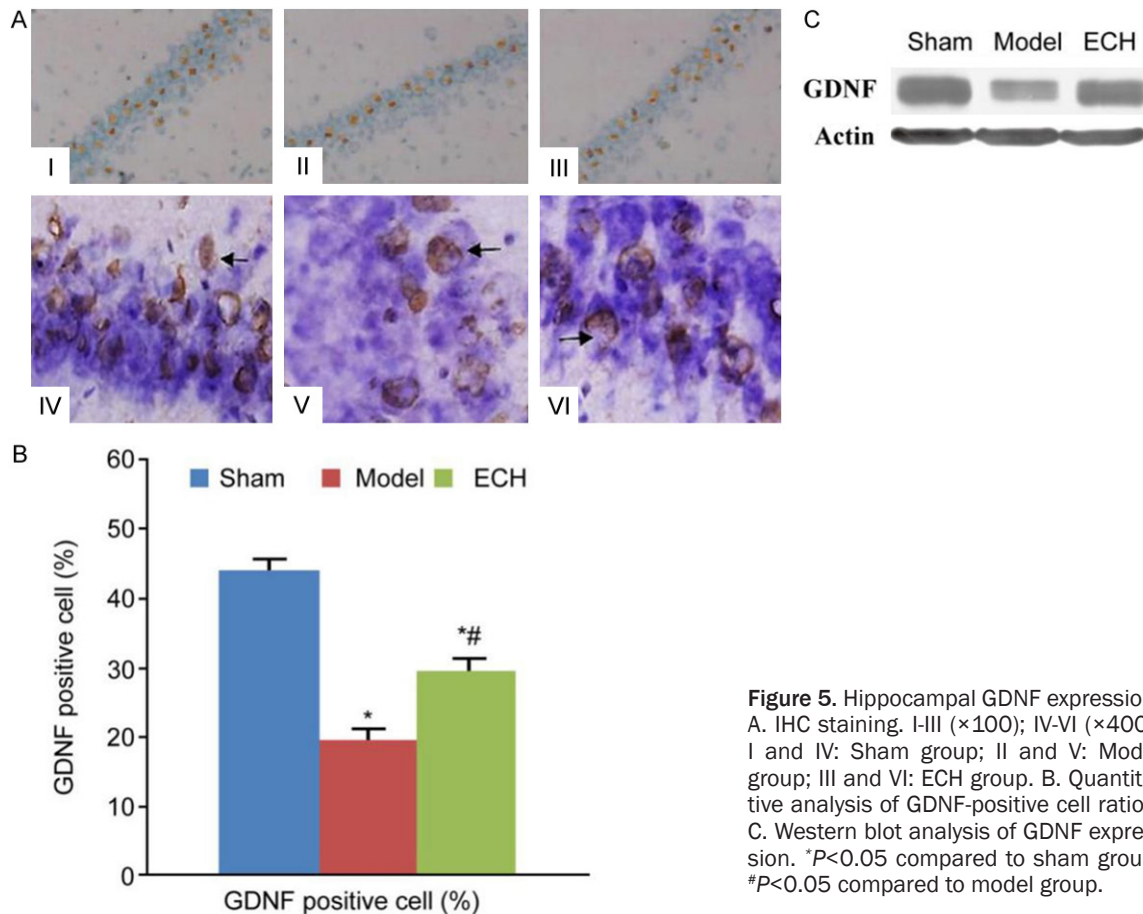 A
I
II
III
IV
V
VI
C
Sham Model ECH
GDNF
Actin
B
60
50
40
30
20
10
0
GDNF positive cell (%)
Sham Model ECH
*
*#
GDNF positive cell (%)
Figure 5. Hippocampal GDNF expression
A. IHC staining. I-III (×100); IV-VI (×400
I and IV: Sham group; II and V: Mod
group; III and VI: ECH group. B. Quantit
tive analysis of GDNF-positive cell ratio
C. Western blot analysis of GDNF expre
sion. *P<0.05 compared to sham grou
#P<0.05 compared to model group.